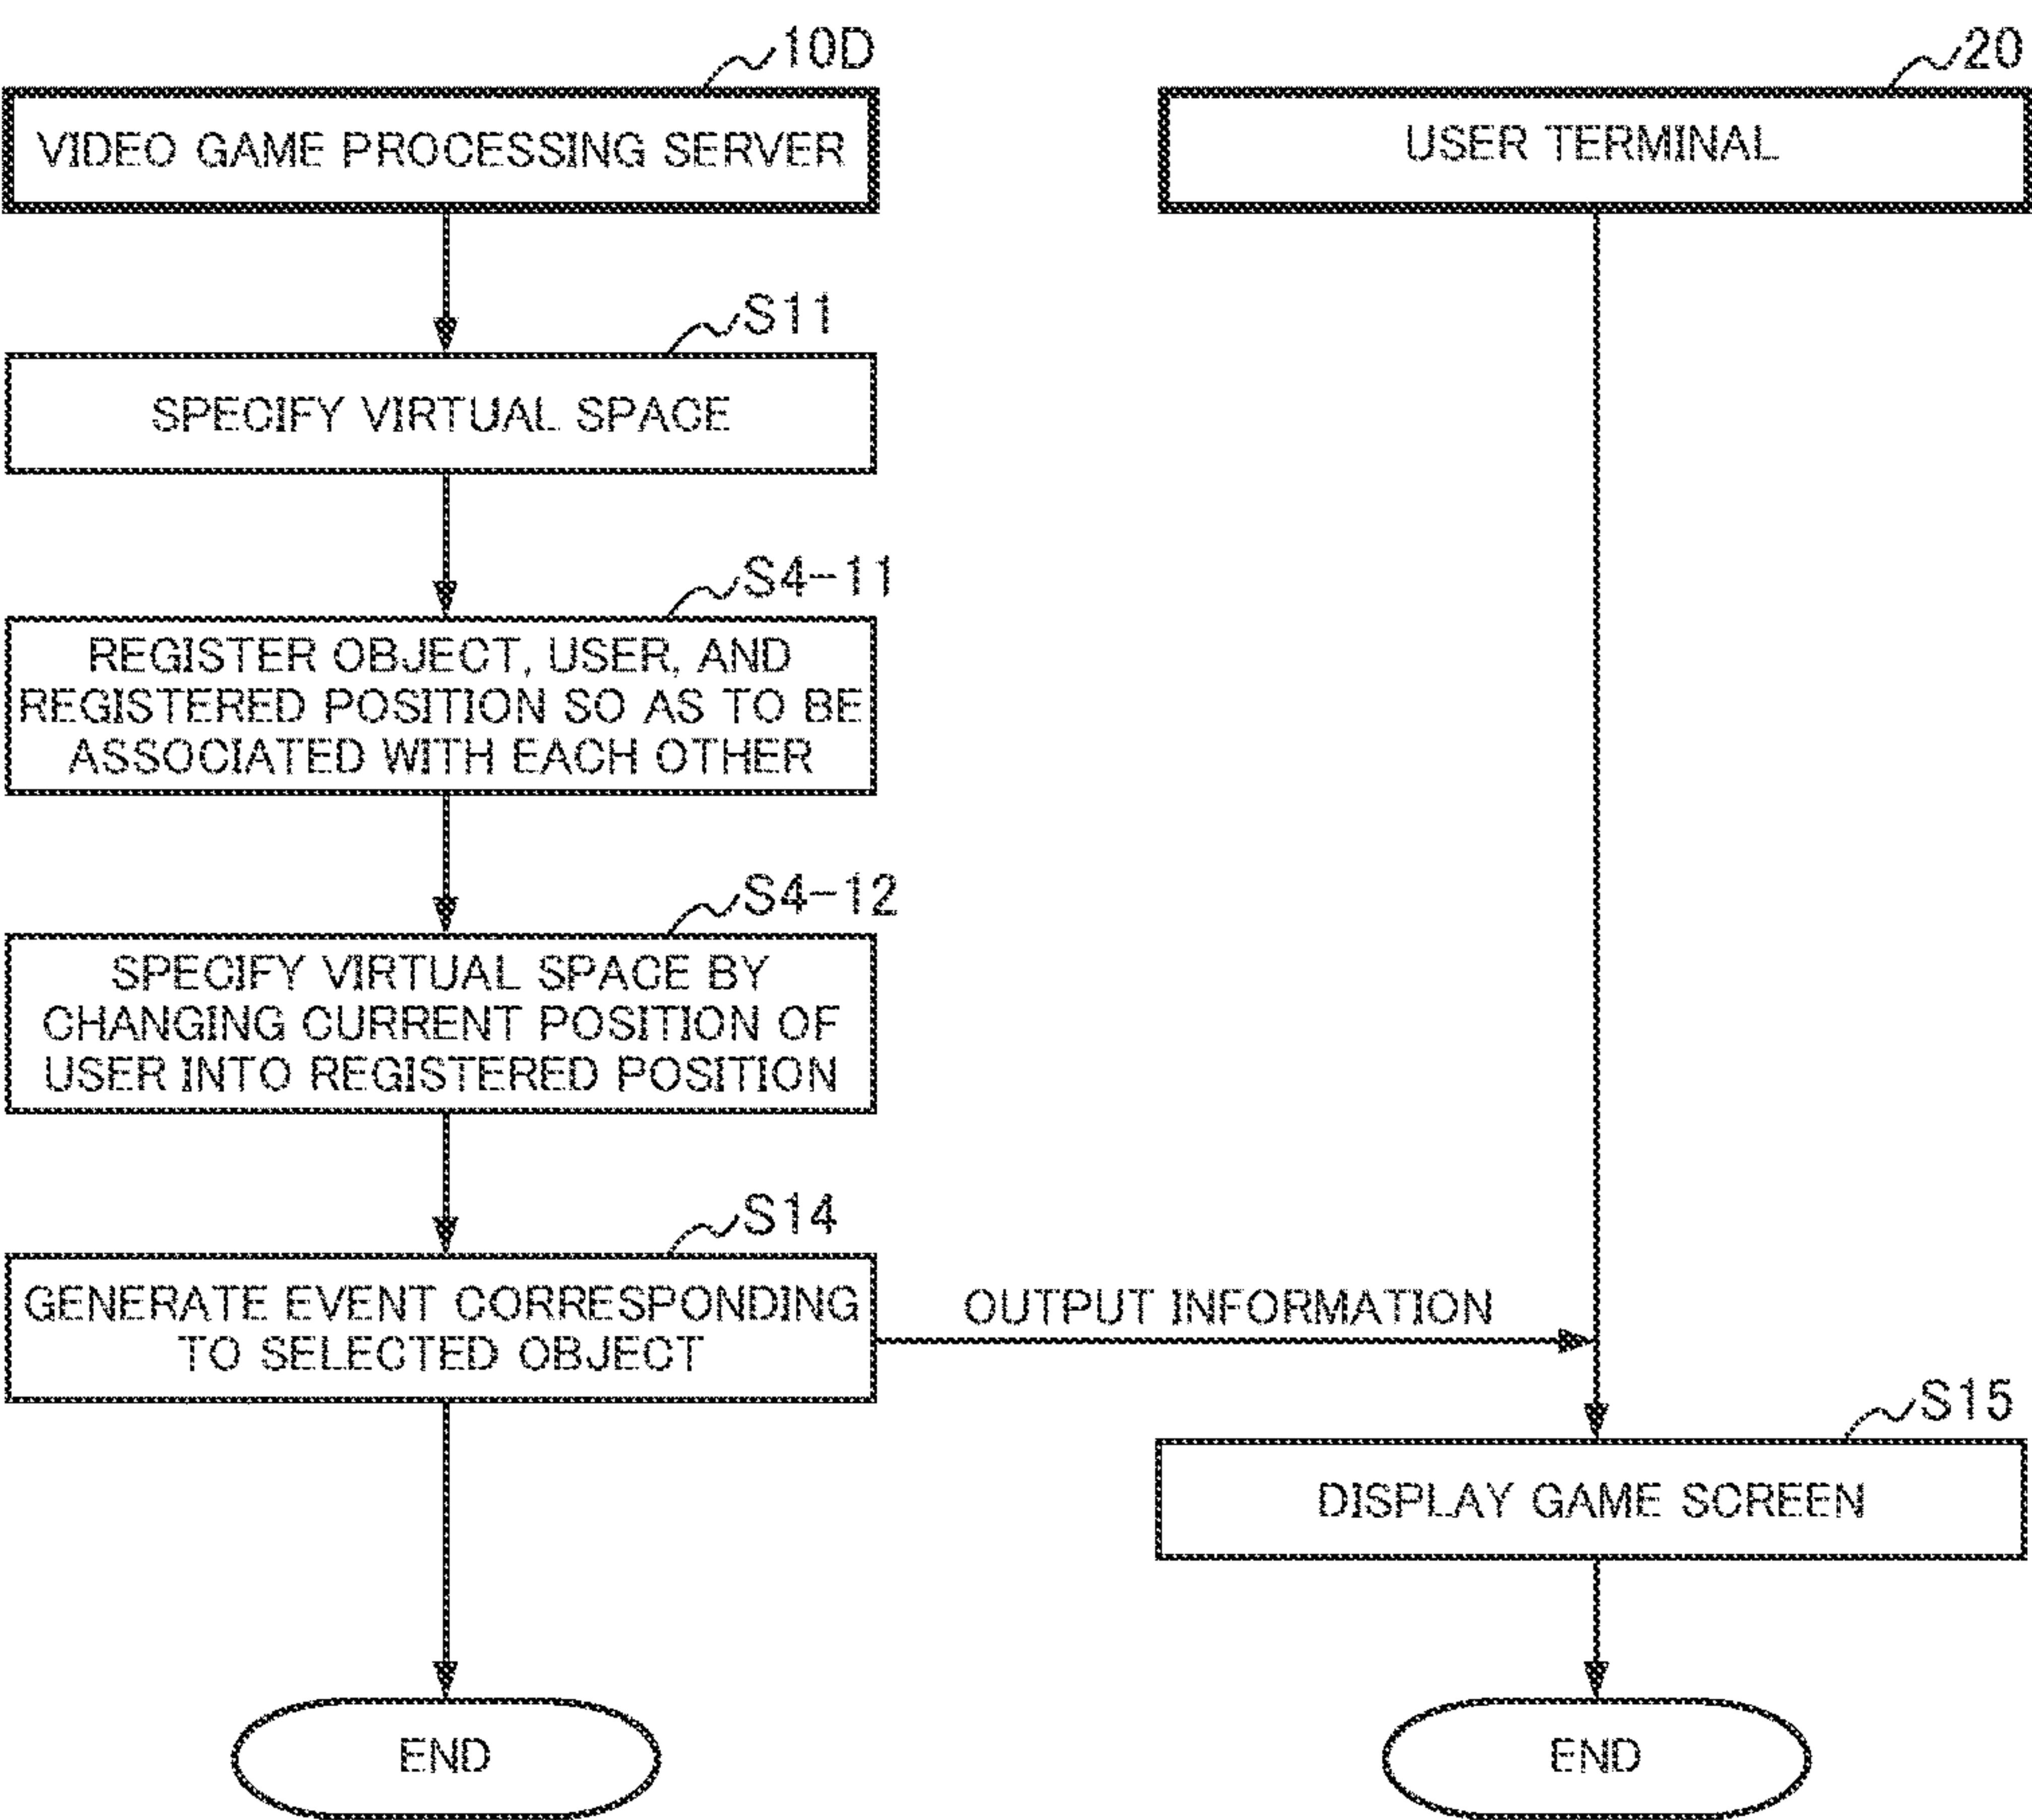 10D
VIDEO GAME PROCESSING SERVER
20
USER TERMINAL
S11
SPECIFY VIRTUAL SPACE
S4-11
REGISTER OBJECT, USER, AND
REGISTERED POSITION SO AS TO BE
ASSOCIATED WITH EACH OTHER
S4-12
SPECIFY VIRTUAL SPACE BY
CHANGING CURRENT POSITION OF
USER INTO REGISTERED POSITION
S14
GENERATE EVENT CORRESPONDING
TO SELECTED OBJECT
OUTPUT INFORMATION
S15
DISPLAY GAME SCREEN
END
END